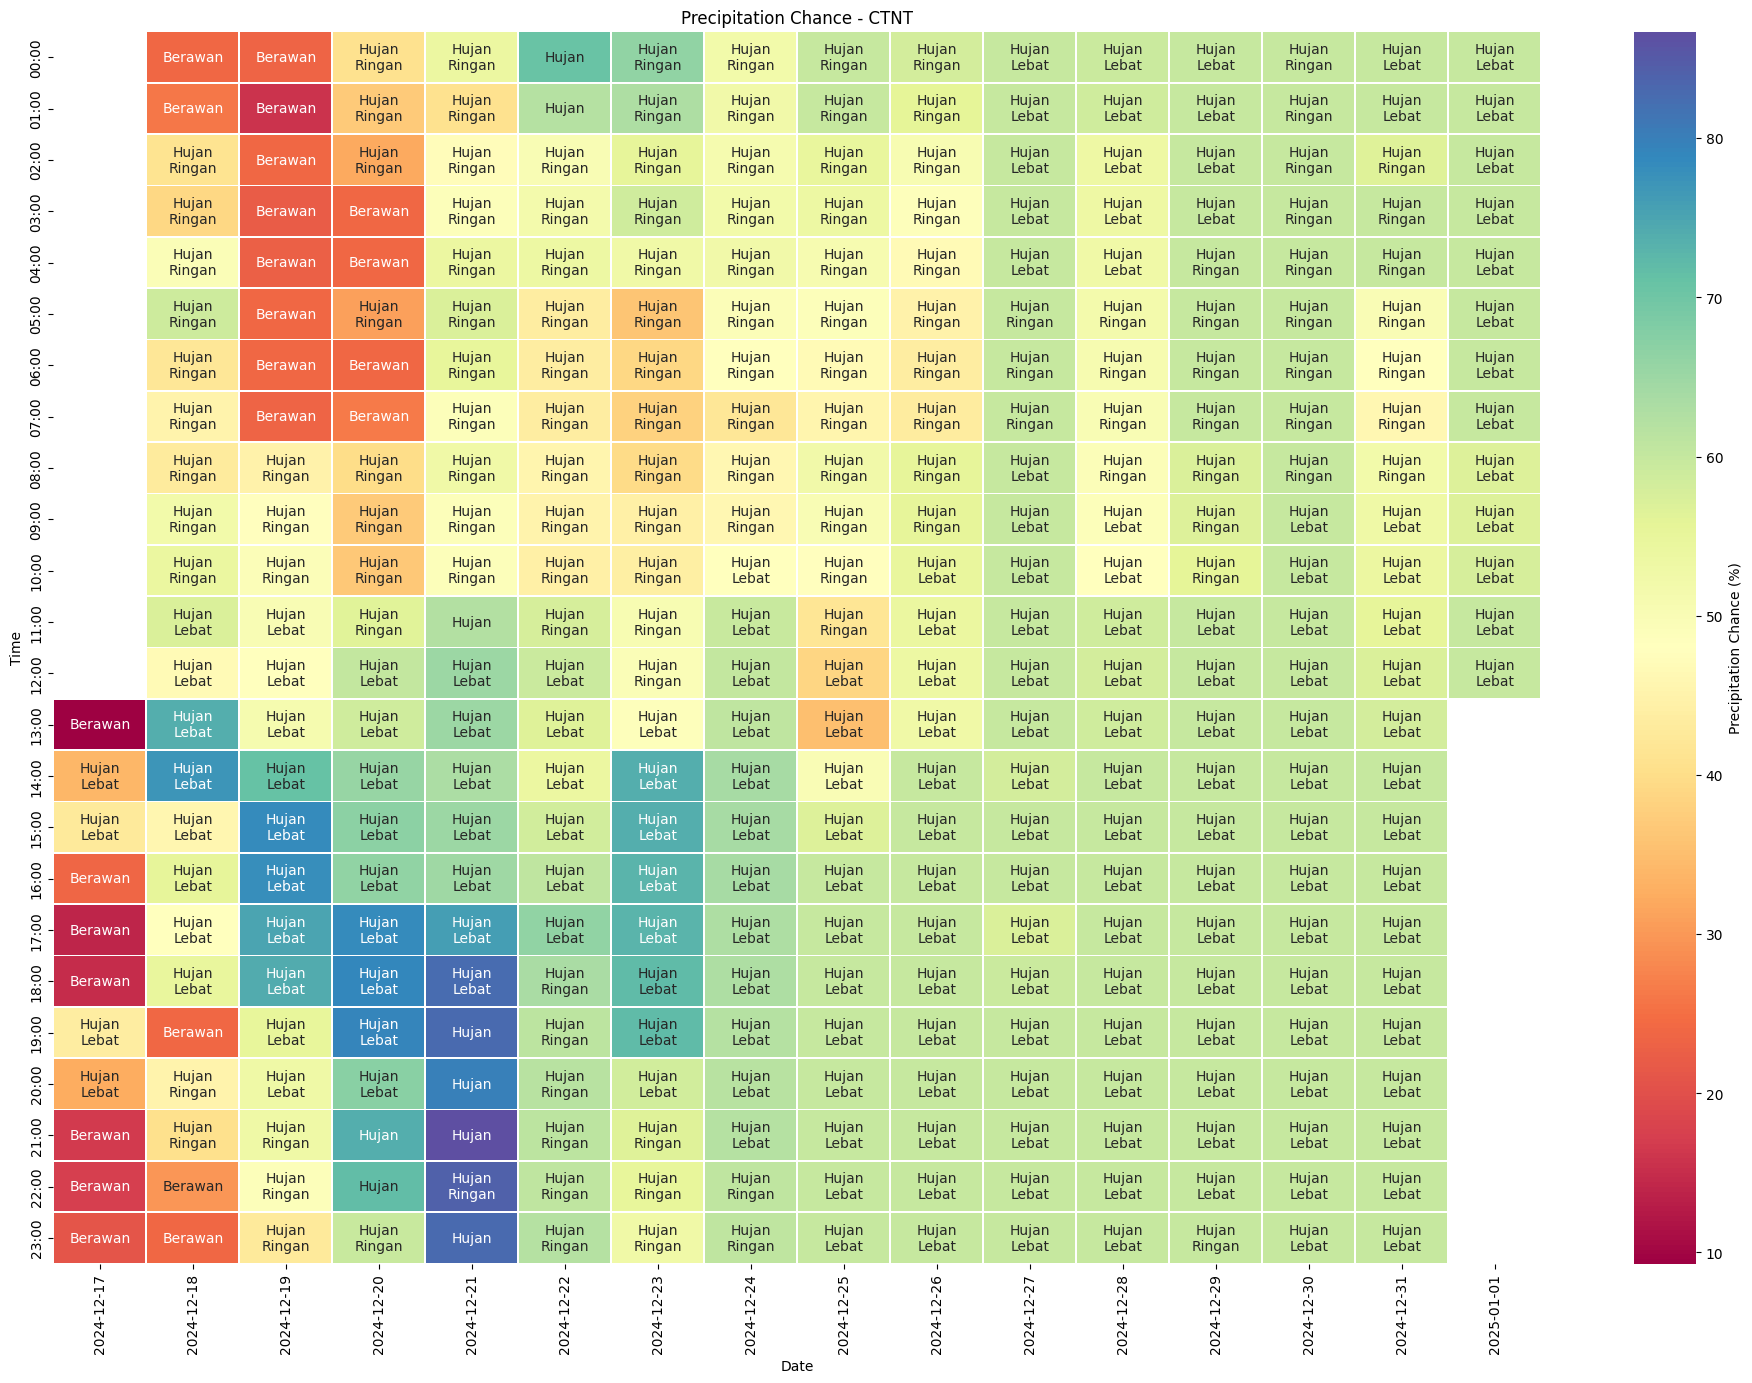 Precipitation Chance - CTNT
00:00 Berawan Berawan Hujan Ringan Hujan Ringan Hujan Hujan Ringan Hujan Ringan Hujan Ringan Hujan Ringan Hujan Lebat Hujan Lebat Hujan Lebat Hujan Ringan Hujan Lebat Hujan Lebat
01:00 Berawan Berawan Hujan Ringan Hujan Ringan Hujan Hujan Ringan Hujan Ringan Hujan Ringan Hujan Ringan Hujan Lebat Hujan Lebat Hujan Lebat Hujan Ringan Hujan Lebat Hujan Lebat
02:00 Hujan Ringan Berawan Hujan Ringan Hujan Ringan Hujan Ringan Hujan Ringan Hujan Ringan Hujan Ringan Hujan Ringan Hujan Lebat Hujan Lebat Hujan Lebat Hujan Ringan Hujan Ringan Hujan Lebat
03:00 Hujan Ringan Berawan Berawan Hujan Ringan Hujan Ringan Hujan Ringan Hujan Ringan Hujan Ringan Hujan Ringan Hujan Lebat Hujan Lebat Hujan Lebat Hujan Ringan Hujan Ringan Hujan Lebat
04:00 Hujan Ringan Berawan Berawan Hujan Ringan Hujan Ringan Hujan Ringan Hujan Ringan Hujan Ringan Hujan Ringan Hujan Lebat Hujan Lebat Hujan Ringan Hujan Ringan Hujan Ringan Hujan Lebat
05:00 Hujan Ringan Berawan Hujan Ringan Hujan Ringan Hujan Ringan Hujan Ringan Hujan Ringan Hujan Ringan Hujan Ringan Hujan Ringan Hujan Ringan Hujan Ringan Hujan Ringan Hujan Ringan Hujan Lebat
06:00 Hujan Ringan Berawan Berawan Hujan Ringan Hujan Ringan Hujan Ringan Hujan Ringan Hujan Ringan Hujan Ringan Hujan Ringan Hujan Ringan Hujan Ringan Hujan Ringan Hujan Ringan Hujan Lebat
07:00 Hujan Ringan Berawan Berawan Hujan Ringan Hujan Ringan Hujan Ringan Hujan Ringan Hujan Ringan Hujan Ringan Hujan Ringan Hujan Ringan Hujan Ringan Hujan Ringan Hujan Ringan Hujan Lebat
08:00 Hujan Ringan Hujan Ringan Hujan Ringan Hujan Ringan Hujan Ringan Hujan Ringan Hujan Ringan Hujan Ringan Hujan Ringan Hujan Lebat Hujan Ringan Hujan Ringan Hujan Ringan Hujan Ringan Hujan Lebat
09:00 Hujan Ringan Hujan Ringan Hujan Ringan Hujan Ringan Hujan Ringan Hujan Ringan Hujan Ringan Hujan Ringan Hujan Ringan Hujan Lebat Hujan Lebat Hujan Ringan Hujan Lebat Hujan Lebat Hujan Lebat
10:00 Hujan Ringan Hujan Ringan Hujan Ringan Hujan Ringan Hujan Ringan Hujan Ringan Hujan Lebat Hujan Ringan Hujan Lebat Hujan Lebat Hujan Lebat Hujan Ringan Hujan Lebat Hujan Lebat Hujan Lebat
11:00 Hujan Lebat Hujan Lebat Hujan Ringan Hujan Hujan Ringan Hujan Ringan Hujan Lebat Hujan Ringan Hujan Lebat Hujan Lebat Hujan Lebat Hujan Lebat Hujan Lebat Hujan Lebat Hujan Lebat
12:00 Hujan Lebat Hujan Lebat Hujan Lebat Hujan Lebat Hujan Lebat Hujan Ringan Hujan Lebat Hujan Lebat Hujan Lebat Hujan Lebat Hujan Lebat Hujan Lebat Hujan Lebat Hujan Lebat Hujan Lebat
13:00 Berawan Hujan Lebat Hujan Lebat Hujan Lebat Hujan Lebat Hujan Lebat Hujan Lebat Hujan Lebat Hujan Lebat Hujan Lebat Hujan Lebat Hujan Lebat Hujan Lebat Hujan Lebat Hujan Lebat
14:00 Hujan Lebat Hujan Lebat Hujan Lebat Hujan Lebat Hujan Lebat Hujan Lebat Hujan Lebat Hujan Lebat Hujan Lebat Hujan Lebat Hujan Lebat Hujan Lebat Hujan Lebat Hujan Lebat Hujan Lebat
15:00 Hujan Lebat Hujan Lebat Hujan Lebat Hujan Lebat Hujan Lebat Hujan Lebat Hujan Lebat Hujan Lebat Hujan Lebat Hujan Lebat Hujan Lebat Hujan Lebat Hujan Lebat Hujan Lebat Hujan Lebat
16:00 Berawan Hujan Lebat Hujan Lebat Hujan Lebat Hujan Lebat Hujan Lebat Hujan Lebat Hujan Lebat Hujan Lebat Hujan Lebat Hujan Lebat Hujan Lebat Hujan Lebat Hujan Lebat Hujan Lebat
17:00 Berawan Hujan Lebat Hujan Lebat Hujan Lebat Hujan Lebat Hujan Lebat Hujan Lebat Hujan Lebat Hujan Lebat Hujan Lebat Hujan Lebat Hujan Lebat Hujan Lebat Hujan Lebat Hujan Lebat
18:00 Berawan Hujan Lebat Hujan Lebat Hujan Lebat Hujan Lebat Hujan Ringan Hujan Lebat Hujan Lebat Hujan Lebat Hujan Lebat Hujan Lebat Hujan Lebat Hujan Lebat Hujan Lebat Hujan Lebat
19:00 Hujan Lebat Berawan Hujan Lebat Hujan Lebat Hujan Hujan Ringan Hujan Lebat Hujan Lebat Hujan Lebat Hujan Lebat Hujan Lebat Hujan Lebat Hujan Lebat Hujan Lebat Hujan Lebat
20:00 Hujan Lebat Hujan Ringan Hujan Lebat Hujan Lebat Hujan Hujan Ringan Hujan Lebat Hujan Lebat Hujan Lebat Hujan Lebat Hujan Lebat Hujan Lebat Hujan Lebat Hujan Lebat Hujan Lebat
21:00 Berawan Hujan Ringan Hujan Ringan Hujan Hujan Hujan Ringan Hujan Ringan Hujan Lebat Hujan Lebat Hujan Lebat Hujan Lebat Hujan Lebat Hujan Lebat Hujan Lebat Hujan Lebat
22:00 Berawan Berawan Hujan Ringan Hujan Hujan Ringan Hujan Ringan Hujan Ringan Hujan Ringan Hujan Lebat Hujan Lebat Hujan Lebat Hujan Lebat Hujan Ringan Hujan Lebat Hujan Lebat
23:00 Berawan Berawan Hujan Ringan Hujan Ringan Hujan Hujan Ringan Hujan Ringan Hujan Ringan Hujan Lebat Hujan Lebat Hujan Lebat Hujan Lebat Hujan Ringan Hujan Lebat Hujan Lebat
Time
2024-12-17 2024-12-18 2024-12-19 2024-12-20 2024-12-21 2024-12-22 2024-12-23 2024-12-24 2024-12-25 2024-12-26 2024-12-27 2024-12-28 2024-12-29 2024-12-30 2024-12-31 2025-01-01
Date
80
70
60
50
40
30
20
10
Precipitation Chance (%)